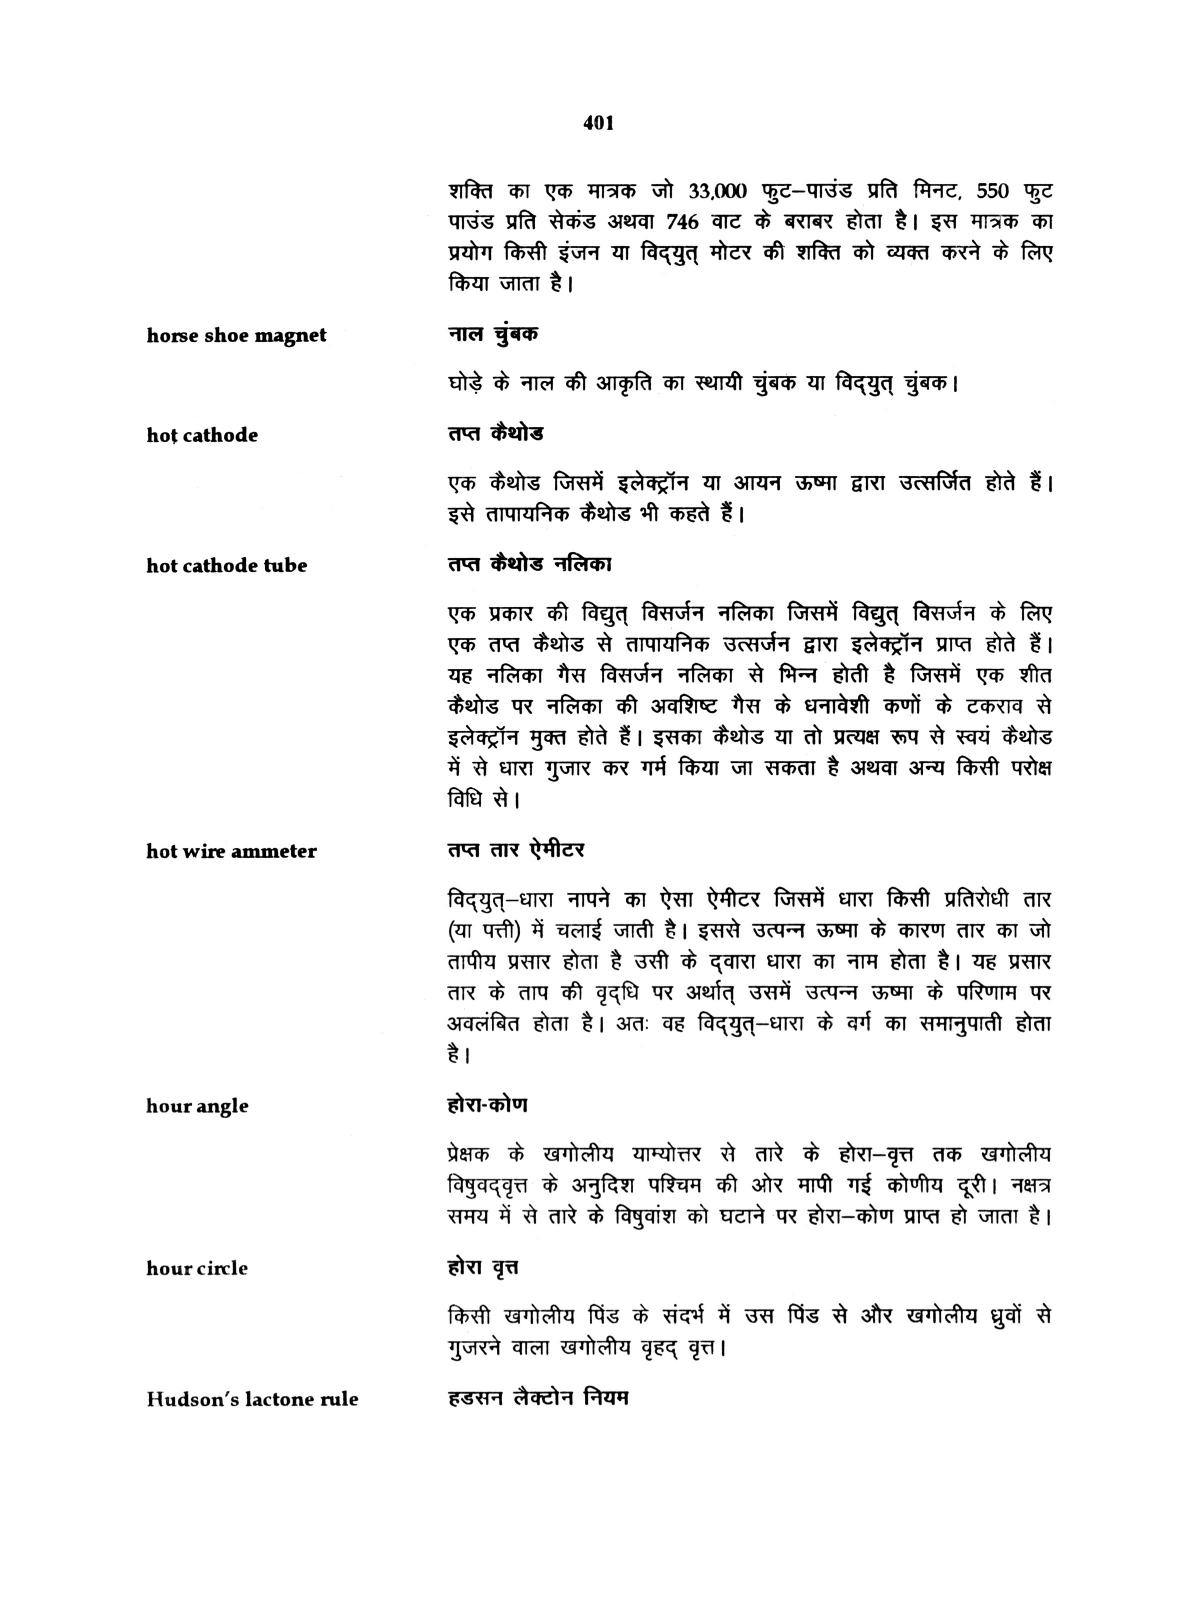 401
शक्ति का एक मात्रक जो 33,000 फुट–पाउंड प्रति मिनट, 550 फुट
पाउंड प्रति सेकंड अथवा 746 वाट के बराबर होता है। इस मात्रक का
प्रयोग किसी इंजन या विद्‌युत् मोटर की शक्ति को व्यक्त करने के लिए
किया जाता है।
horse shoe magnet नाल चुंबक
घोड़े के नाल की आकृति का स्थायी चुंबक या विद्‌युत् चुंबक।
hot cathode तप्त कैथोड
एक कैथोड जिसमें इलेक्ट्रॉन या आयन ऊष्मा द्वारा उत्सर्जित होते हैं।
इसे तापायनिक कैथोड भी कहते हैं।
hot cathode tube तप्त कैथोड नलिका
एक प्रकार की विद्युत् विसर्जन नलिका जिसमें विद्युत् विसर्जन के लिए
एक तप्त कैथोड से तापायनिक उत्सर्जन द्वारा इलेक्ट्रॉन प्राप्त होते हैं।
यह नलिका गैस विसर्जन नलिका से भिन्न होती है जिसमें एक शीत
कैथोड पर नलिका की अवशिष्ट गैस के धनावेशी कणों के टकराव से
इलेक्ट्रॉन मुक्त होते हैं। इसका कैथोड या तो प्रत्यक्ष रूप से स्वयं कैथोड
में से धारा गुजार कर गर्म किया जा सकता है अथवा अन्य किसी परोक्ष
विधि से।
hot wire ammeter तप्त तार ऐमीटर
विद्‌युत्–धारा नापने का ऐसा ऐमीटर जिसमें धारा किसी प्रतिरोधी तार
(या पत्ती) में चलाई जाती है। इससे उत्पन्न ऊष्मा के कारण तार का जो
तापीय प्रसार होता है उसी के द्‌वारा धारा का नाम होता है। यह प्रसार
तार के ताप की वृद्‌धि पर अर्थात् उसमें उत्पन्न ऊष्मा के परिणाम पर
अवलंबित होता है। अतः वह विद्‌युत्–धारा के वर्ग का समानुपाती होता
है।
hour angle होरा-कोण
प्रेक्षक के खगोलीय याम्योत्तर से तारे के होरा–वृत्त तक खगोलीय
विषुवद्‌वृत्त के अनुदिश पश्चिम की ओर मापी गई कोणीय दूरी। नक्षत्र
समय में से तारे के विषुवांश को घटाने पर होरा–कोण प्राप्त हो जाता है।
hour circle होरा वृत्त
किसी खगोलीय पिंड के संदर्भ में उस पिंड से और खगोलीय ध्रुवों से
गुजरने वाला खगोलीय वृहद् वृत्त।
Hudson's lactone rule हडसन लैक्टोन नियम